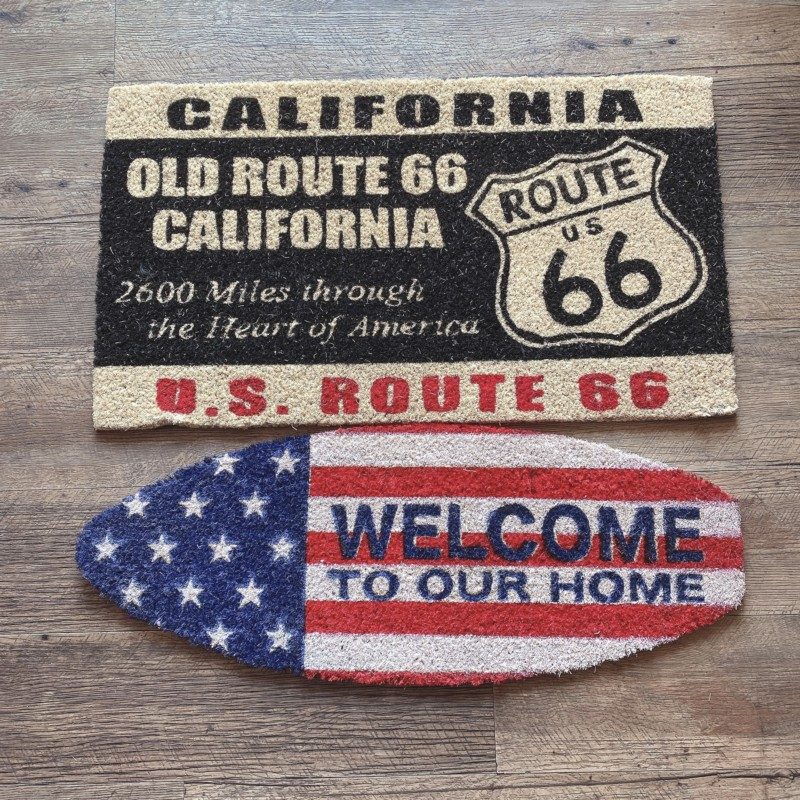 CALIFORNIA
OLD ROUTE 66
CALIFORNIA
2600 Miles through
the Heart of America
ROUTE
US
66
U.S. ROUTE 66
WELCOME
TO OUR HOME